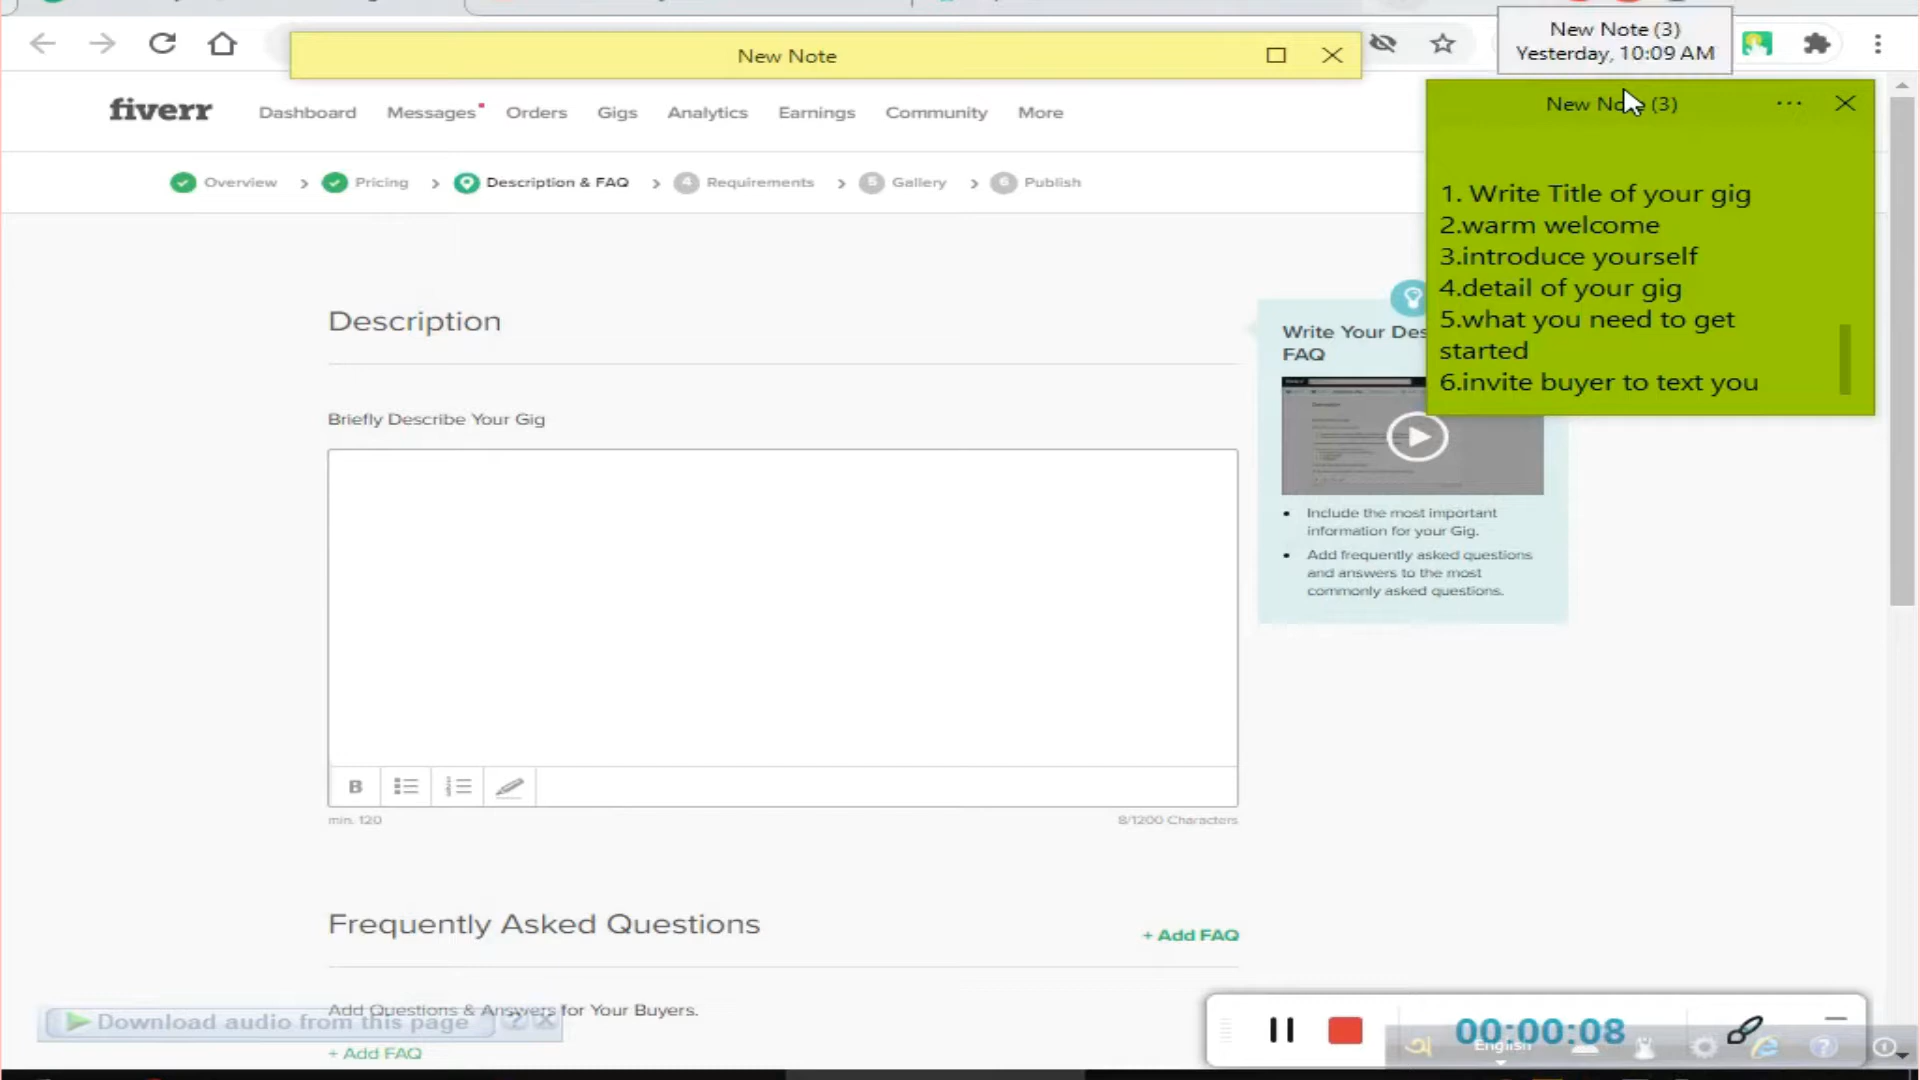 New Note
New Note (3)
Yesterday, 10:09 AM
New Note (3)
fiverr
Dashboard
Messages
Orders
Gigs
Analytics
Earnings
Community
More
Overview
Pricing
Description & FAQ
4
Requirements
5
Gallery
6
Publish
1. Write Title of your gig
2.warm welcome
3.introduce yourself
4.detail of your gig
5.what you need to get
started
6.invite buyer to text you
Description
Write Your Des
FAQ
Briefly Describe Your Gig
• Include the most important
information for your Gig.
• Add frequently asked questions
and answers to the most
commonly asked questions.
B
min. 120
8/1200 Characters
Frequently Asked Questions
+ Add FAQ
Add Questions & Answers for Your Buyers.
Download audio from this page
+ Add FAQ
00:00:08
English
অ